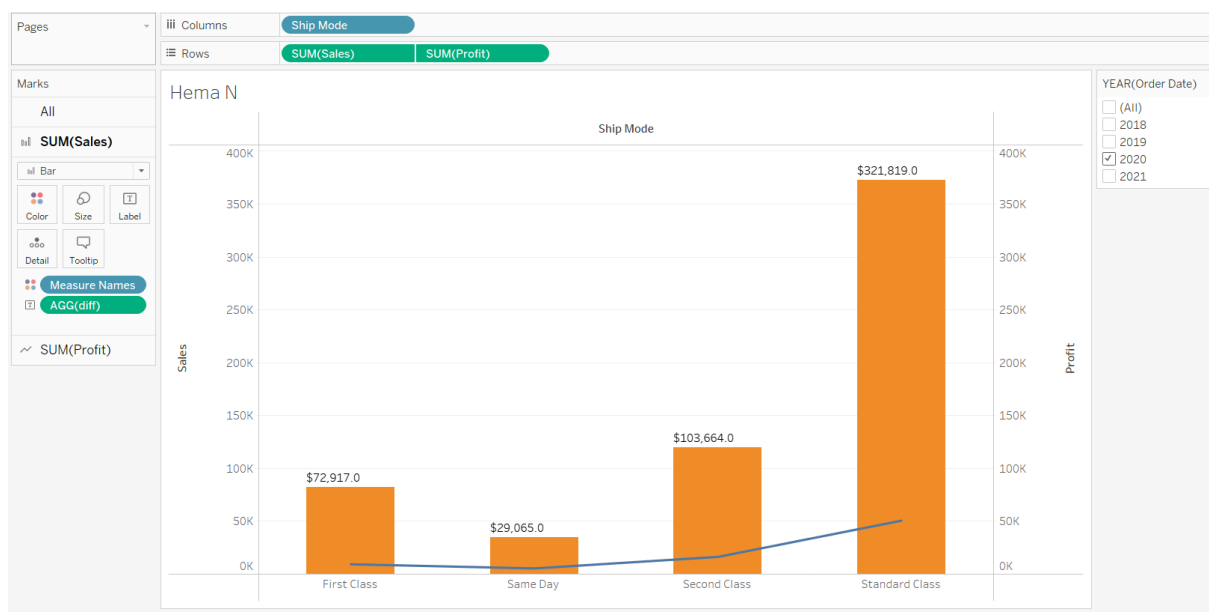 Pages
Columns
Ship Mode
Rows
SUM(Sales)
SUM(Profit)
Marks
All
SUM(Sales)
Bar
Color
Size
Label
Detail
Tooltip
Measure Names
AGG(diff)
SUM(Profit)
Hema N
Ship Mode
Sales
400K
350K
300K
250K
200K
150K
100K
50K
0K
$72,917.0
$29,065.0
$103,664.0
$321,819.0
First Class
Same Day
Second Class
Standard Class
400K
350K
300K
250K
200K
150K
100K
50K
0K
Profit
YEAR(Order Date)
(All)
2018
2019
2020
2021